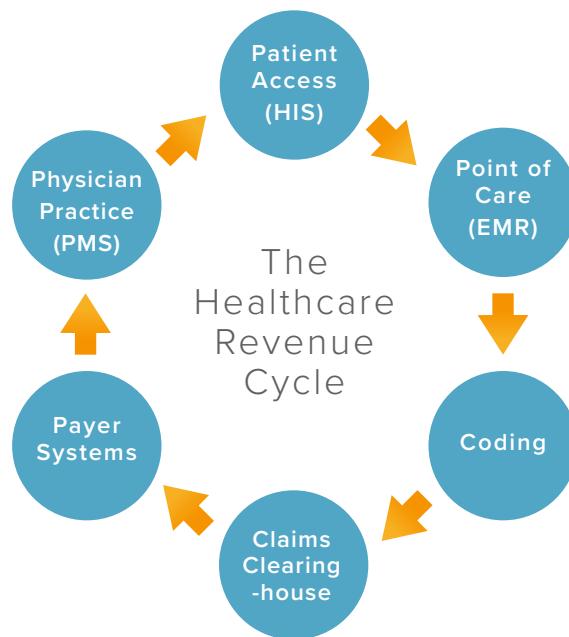 Patient
Access
(HIS)
Point of
Care
(EMR)
Coding
Claims
Clearing
-house
Payer
Systems
Physician
Practice
(PMS)
The
Healthcare
Revenue
Cycle